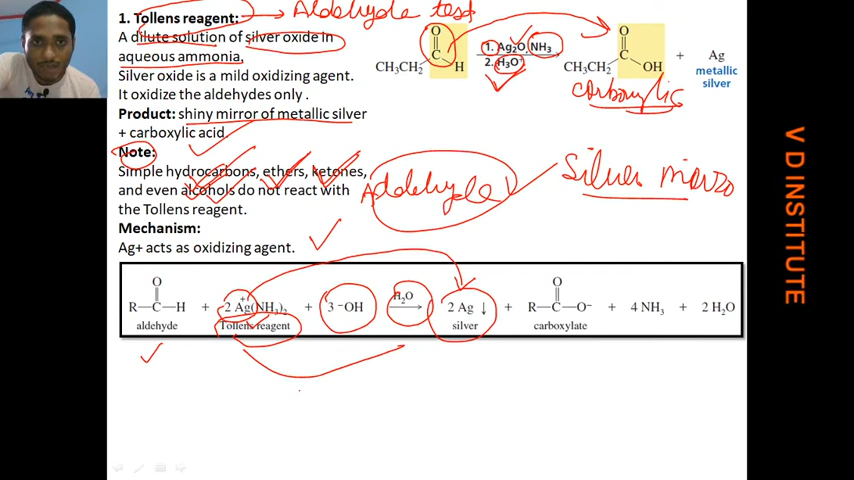 1. Tollens reagent:
Aldehyde test
A dilute solution of silver oxide in
aqueous ammonia,
Silver oxide is a mild oxidizing agent.
It oxidize the aldehydes only .
Product: shiny mirror of metallic silver
+ carboxylic acid
Note:
Simple hydrocarbons, ethers, ketones,
and even alcohols do not react with
the Tollens reagent.
Mechanism:
Ag+ acts as oxidizing agent.
O
CH₃CH₂ C H
1. Ag₂O, NH₃
2. H₃O⁺
O
CH₃CH₂ C OH
+ Ag
metallic
silver
carboxylic
Aldehyde
Silver mirro
O O
R—C—H + 2 Ag(NH₃)₂⁺ + 3 ⁻OH H₂O → 2 Ag ↓ + R—C—O⁻ + 4 NH₃ + 2 H₂O
aldehyde Tollens reagent silver carboxylate
V D INSTITUTE